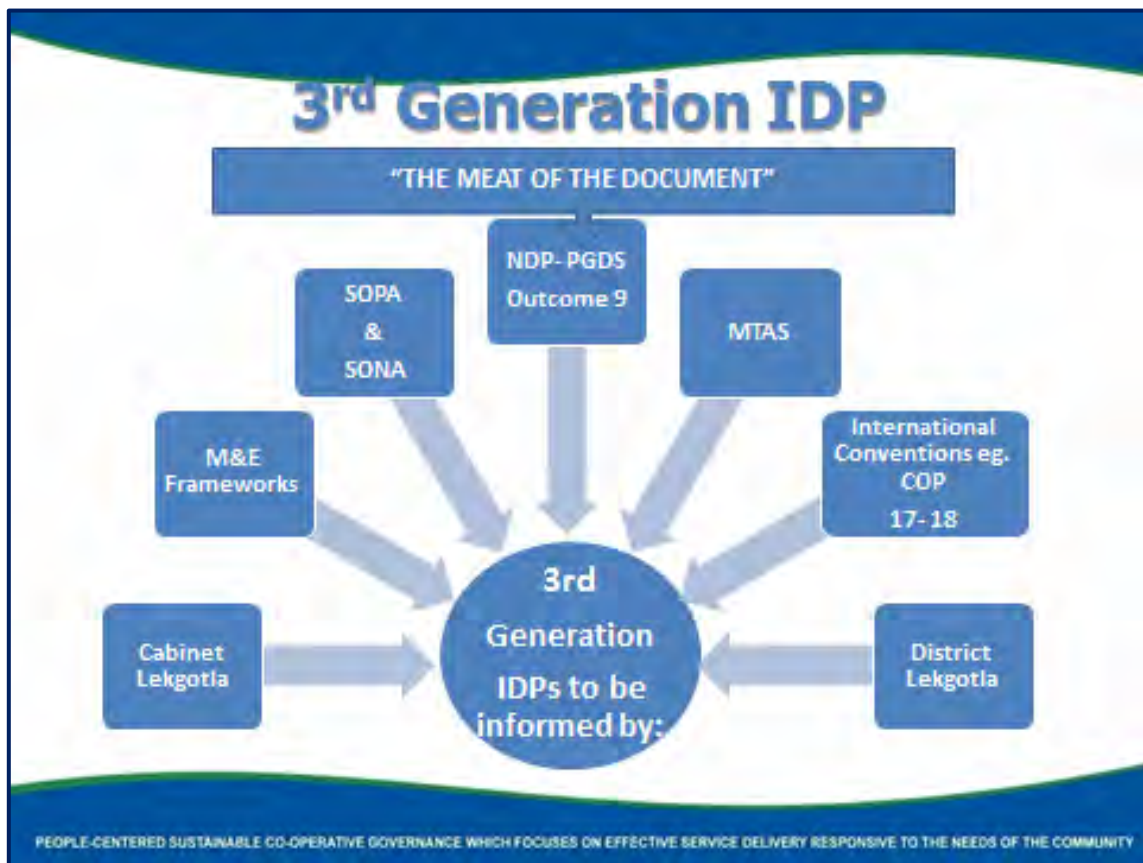 3rd Generation IDP
"THE MEAT OF THE DOCUMENT"
NDP- PGDS
Outcome 9
SOPA
&
SONA
MTAS
M&E
Frameworks
International
Conventions eg.
COP
17- 18
Cabinet
Lekgotla
3rd
Generation
IDPs to be
informed by:
District
Lekgotla
PEOPLE-CENTERED SUSTAINABLE CO-OPERATIVE GOVERNANCE WHICH FOCUSES ON EFFECTIVE SERVICE DELIVERY RESPONSIVE TO THE NEEDS OF THE COMMUNITY